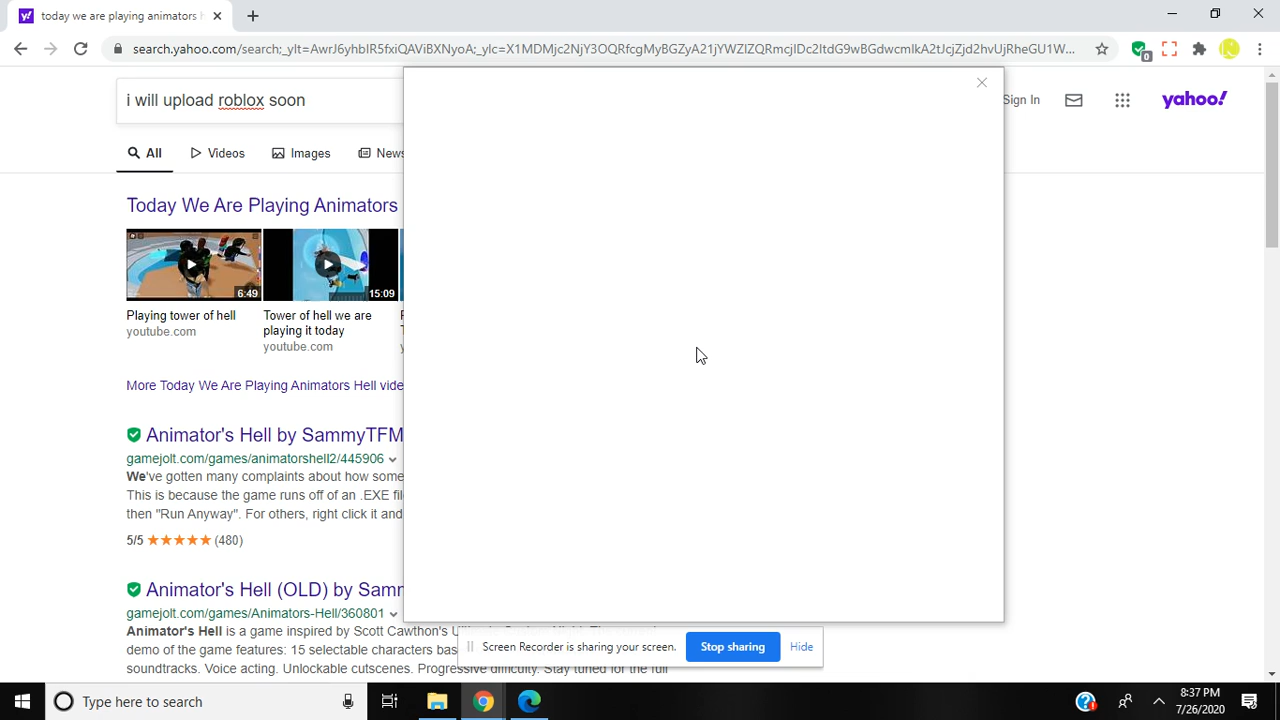 today we are playing animators h
search.yahoo.com/search;_ylt=AwrJ6yhbIR5fxiQAViBXNyoA;_ylc=X1MDMjc2NjY3OQRfcgMyBGZyA21jYWZlZQRmcjIDc2ItdG9wBGdwcmlkA2tJcjZjd2hvUjRheGU1W...
0
i will upload roblox soon
Sign In
yahoo!
All
Videos
Images
News
Today We Are Playing Animators
6:49
15:09
Playing tower of hell
youtube.com
Tower of hell we are
playing it today
youtube.com
More Today We Are Playing Animators Hell vide
Animator's Hell by SammyTFM
gamejolt.com/games/animatorshell2/445906
We've gotten many complaints about how some
This is because the game runs off of an .EXE fil
then "Run Anyway". For others, right click it and
5/5 ★★★★★ (480)
Animator's Hell (OLD) by Samm
gamejolt.com/games/Animators-Hell/360801
Animator's Hell is a game inspired by Scott Cawthon's
demo of the game features: 15 selectable characters bas
soundtracks. Voice acting. Unlockable cutscenes. Progressive difficulty. Stay tuned for the full
Screen Recorder is sharing your screen.
Stop sharing
Hide
Type here to search
8:37 PM
7/26/2020